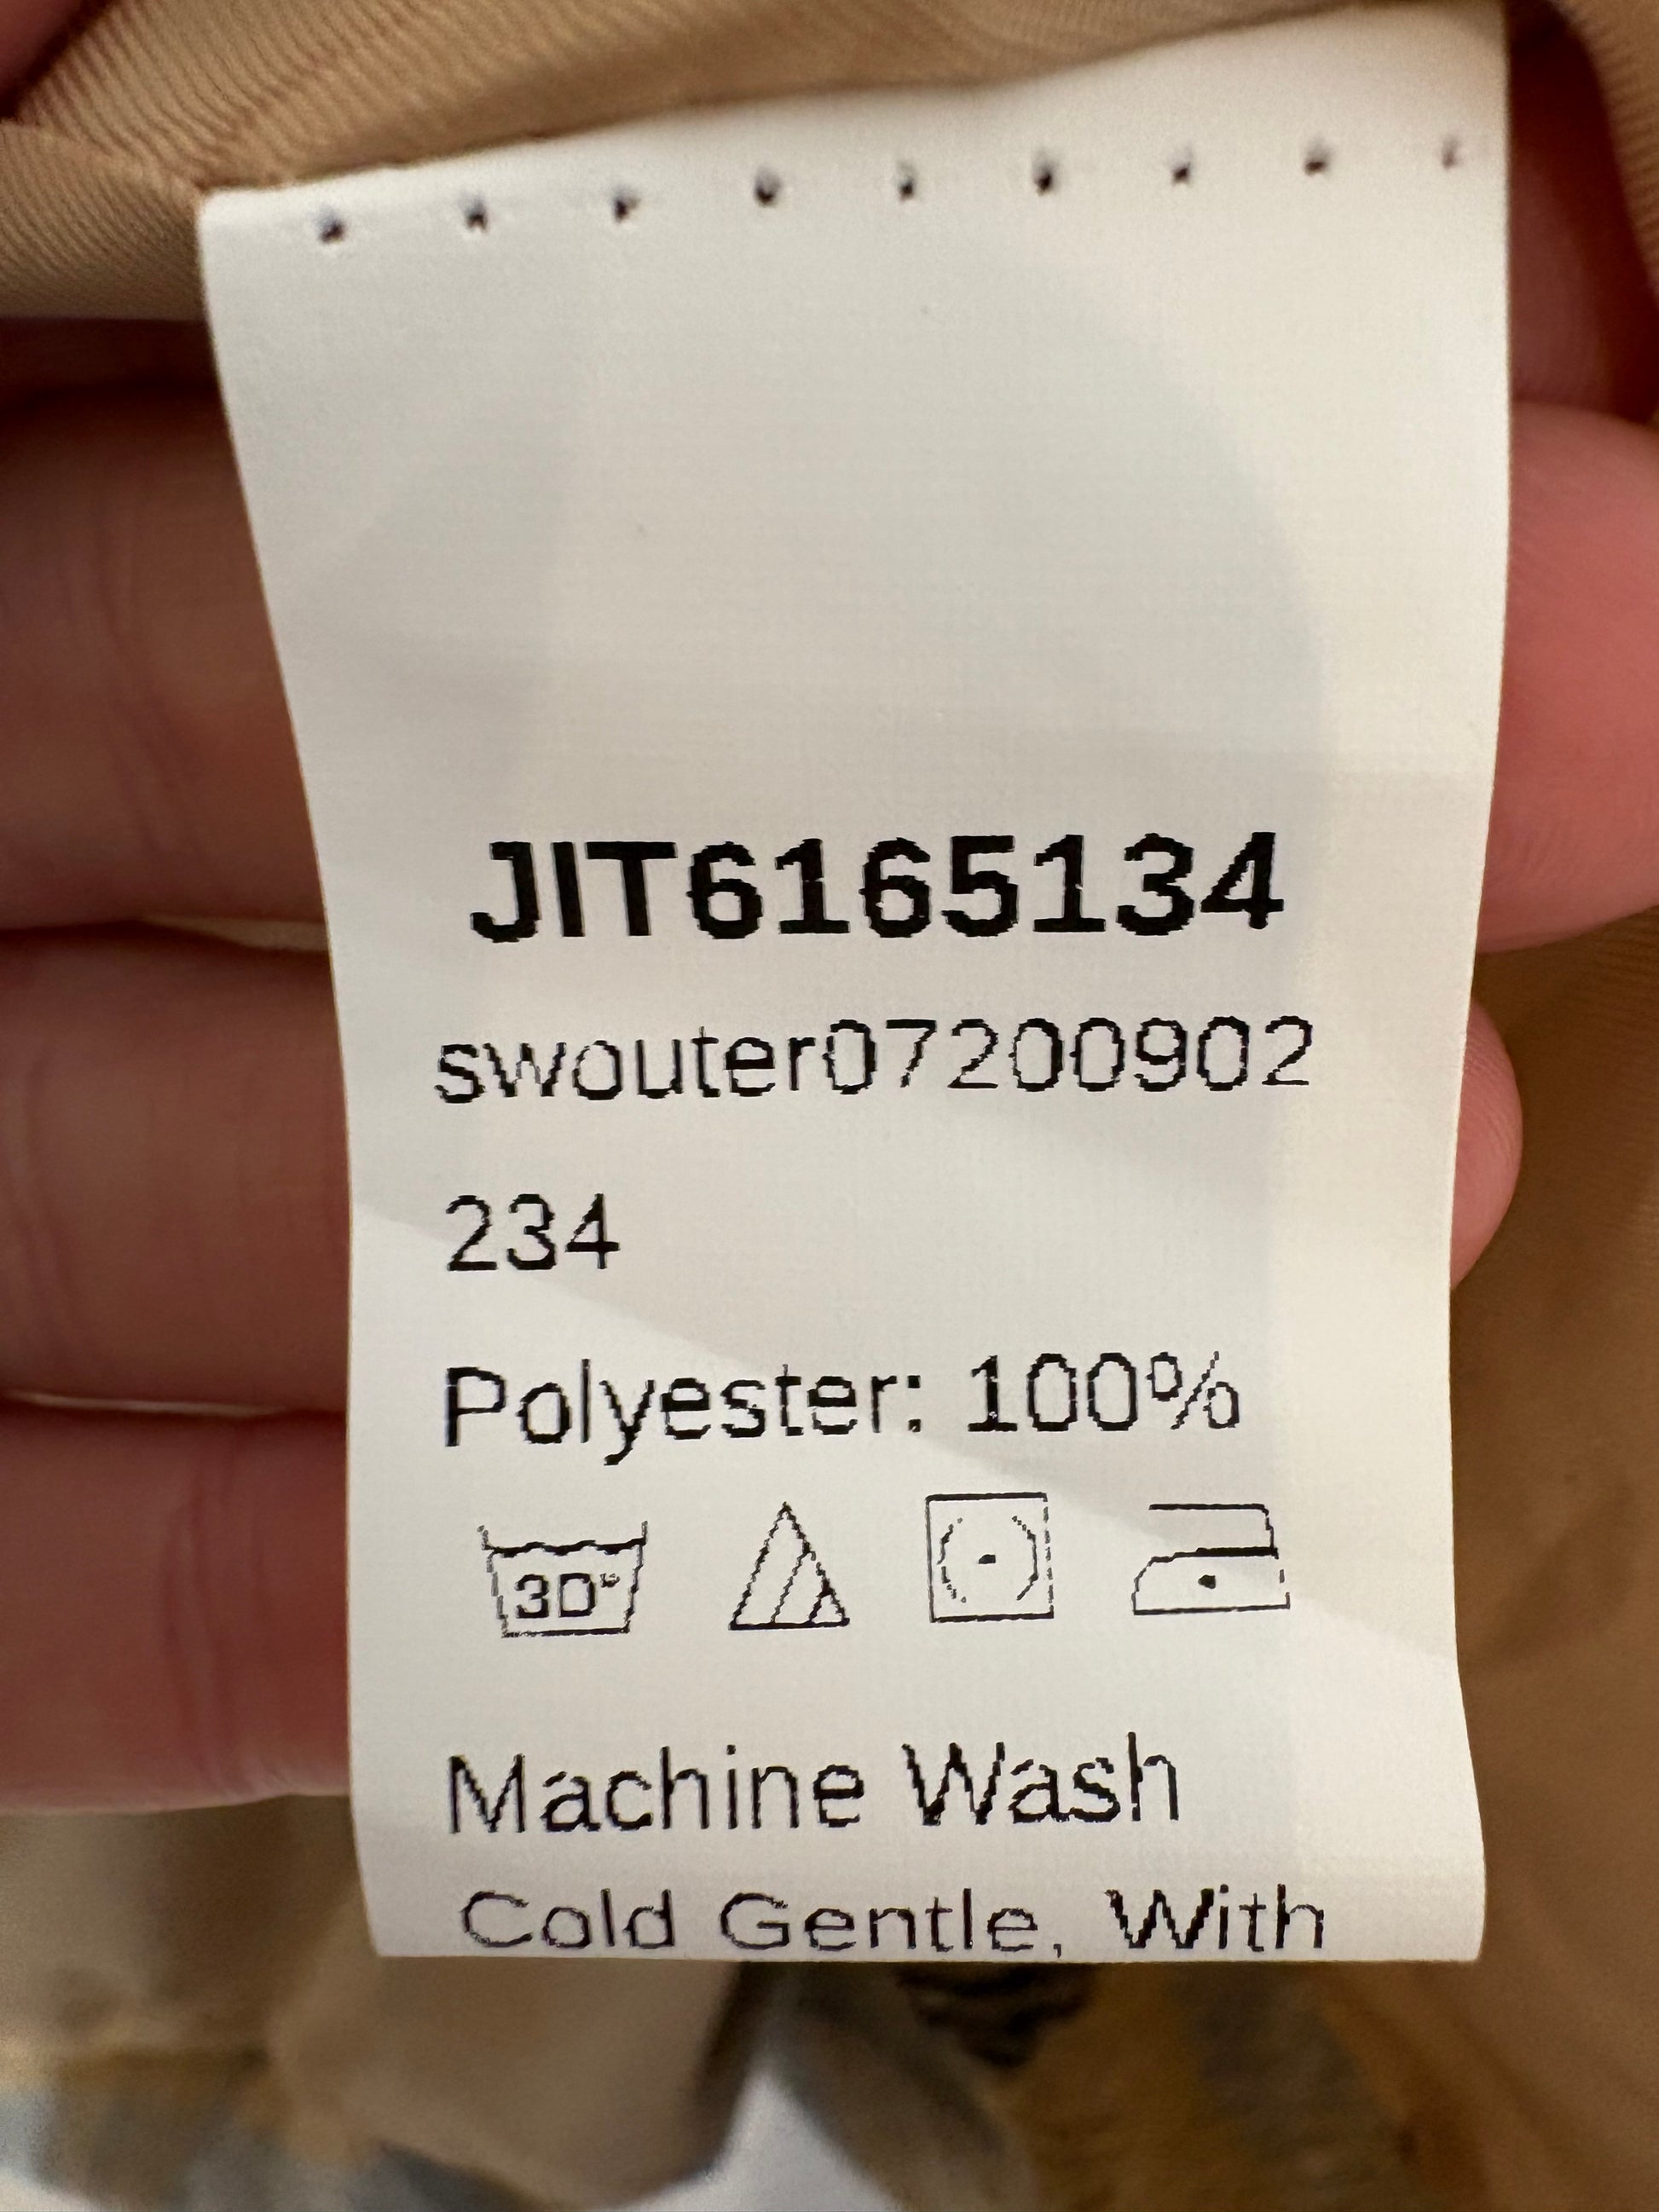 JIT6165134
swouter07200902
234
Polyester: 100%
30°
Machine Wash
Cold Gentle, With